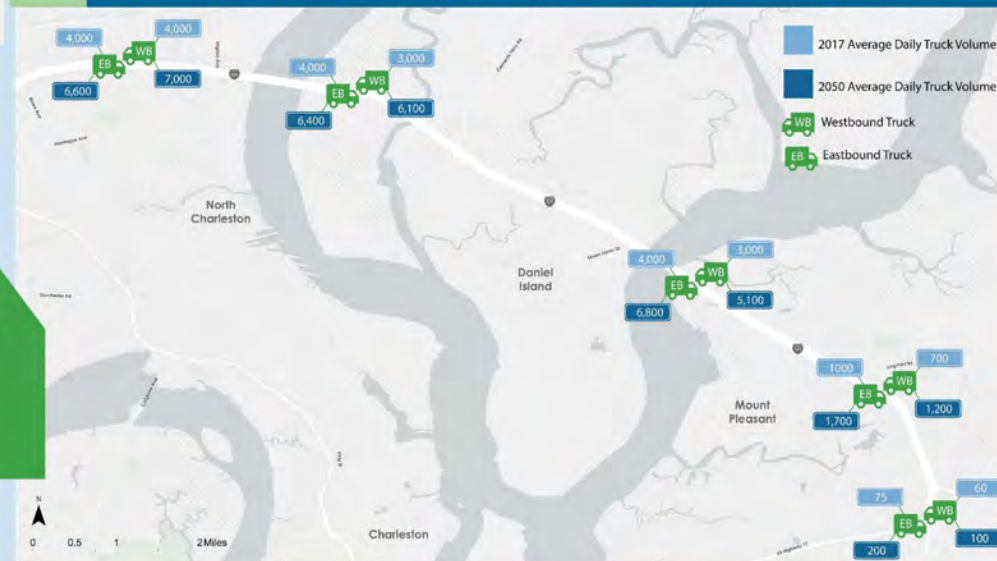 4,000
4,000
EB
WB
6,600
7,000
4,000
3,000
EB
WB
6,400
6,100
2017 Average Daily Truck Volume
2050 Average Daily Truck Volume
WB Westbound Truck
EB Eastbound Truck
North
Charleston
Daniel
Island
4,000
3,000
EB
WB
6,800
5,100
1000
700
EB
WB
1,700
1,200
Mount
Pleasant
75
60
EB
WB
200
100
Charleston
N
0 0.5 1 2 Miles